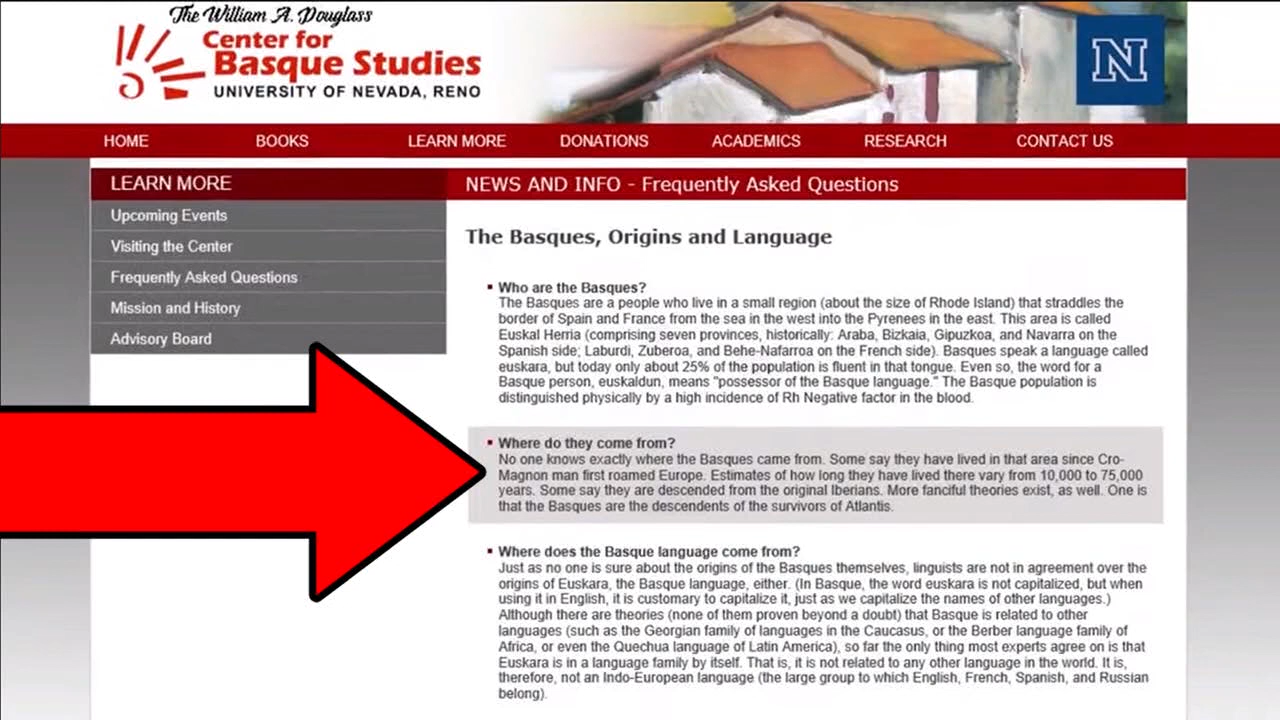 The William A. Douglass
Center for
Basque Studies
UNIVERSITY OF NEVADA, RENO
N
HOME BOOKS LEARN MORE DONATIONS ACADEMICS RESEARCH CONTACT US
LEARN MORE
Upcoming Events
Visiting the Center
Frequently Asked Questions
Mission and History
Advisory Board
NEWS AND INFO - Frequently Asked Questions
The Basques, Origins and Language
Who are the Basques?
The Basques are a people who live in a small region (about the size of Rhode Island) that straddles the
border of Spain and France from the sea in the west into the Pyrenees in the east. This area is called
Euskal Herria (comprising seven provinces, historically: Araba, Bizkaia, Gipuzkoa, and Navarra on the
Spanish side; Laburdi, Zuberoa, and Behe-Nafarroa on the French side). Basques speak a language called
euskara, but today only about 25% of the population is fluent in that tongue. Even so, the word for a
Basque person, euskaldun, means "possessor of the Basque language." The Basque population is
distinguished physically by a high incidence of Rh Negative factor in the blood.
Where do they come from?
No one knows exactly where the Basques came from. Some say they have lived in that area since Cro-
Magnon man first roamed Europe. Estimates of how long they have lived there vary from 10,000 to 75,000
years. Some say they are descended from the original Iberians. More fanciful theories exist, as well. One is
that the Basques are the descendents of the survivors of Atlantis.
Where does the Basque language come from?
Just as no one is sure about the origins of the Basques themselves, linguists are not in agreement over the
origins of Euskara, the Basque language, either. (In Basque, the word euskara is not capitalized, but when
using it in English, it is customary to capitalize it, just as we capitalize the names of other languages.)
Although there are theories (none of them proven beyond a doubt) that Basque is related to other
languages (such as the Georgian family of languages in the Caucasus, or the Berber language family of
Africa, or even the Quechua language of Latin America), so far the only thing most experts agree on is that
Euskara is in a language family by itself. That is, it is not related to any other language in the world. It is,
therefore, not an Indo-European language (the large group to which English, French, Spanish, and Russian
belong).